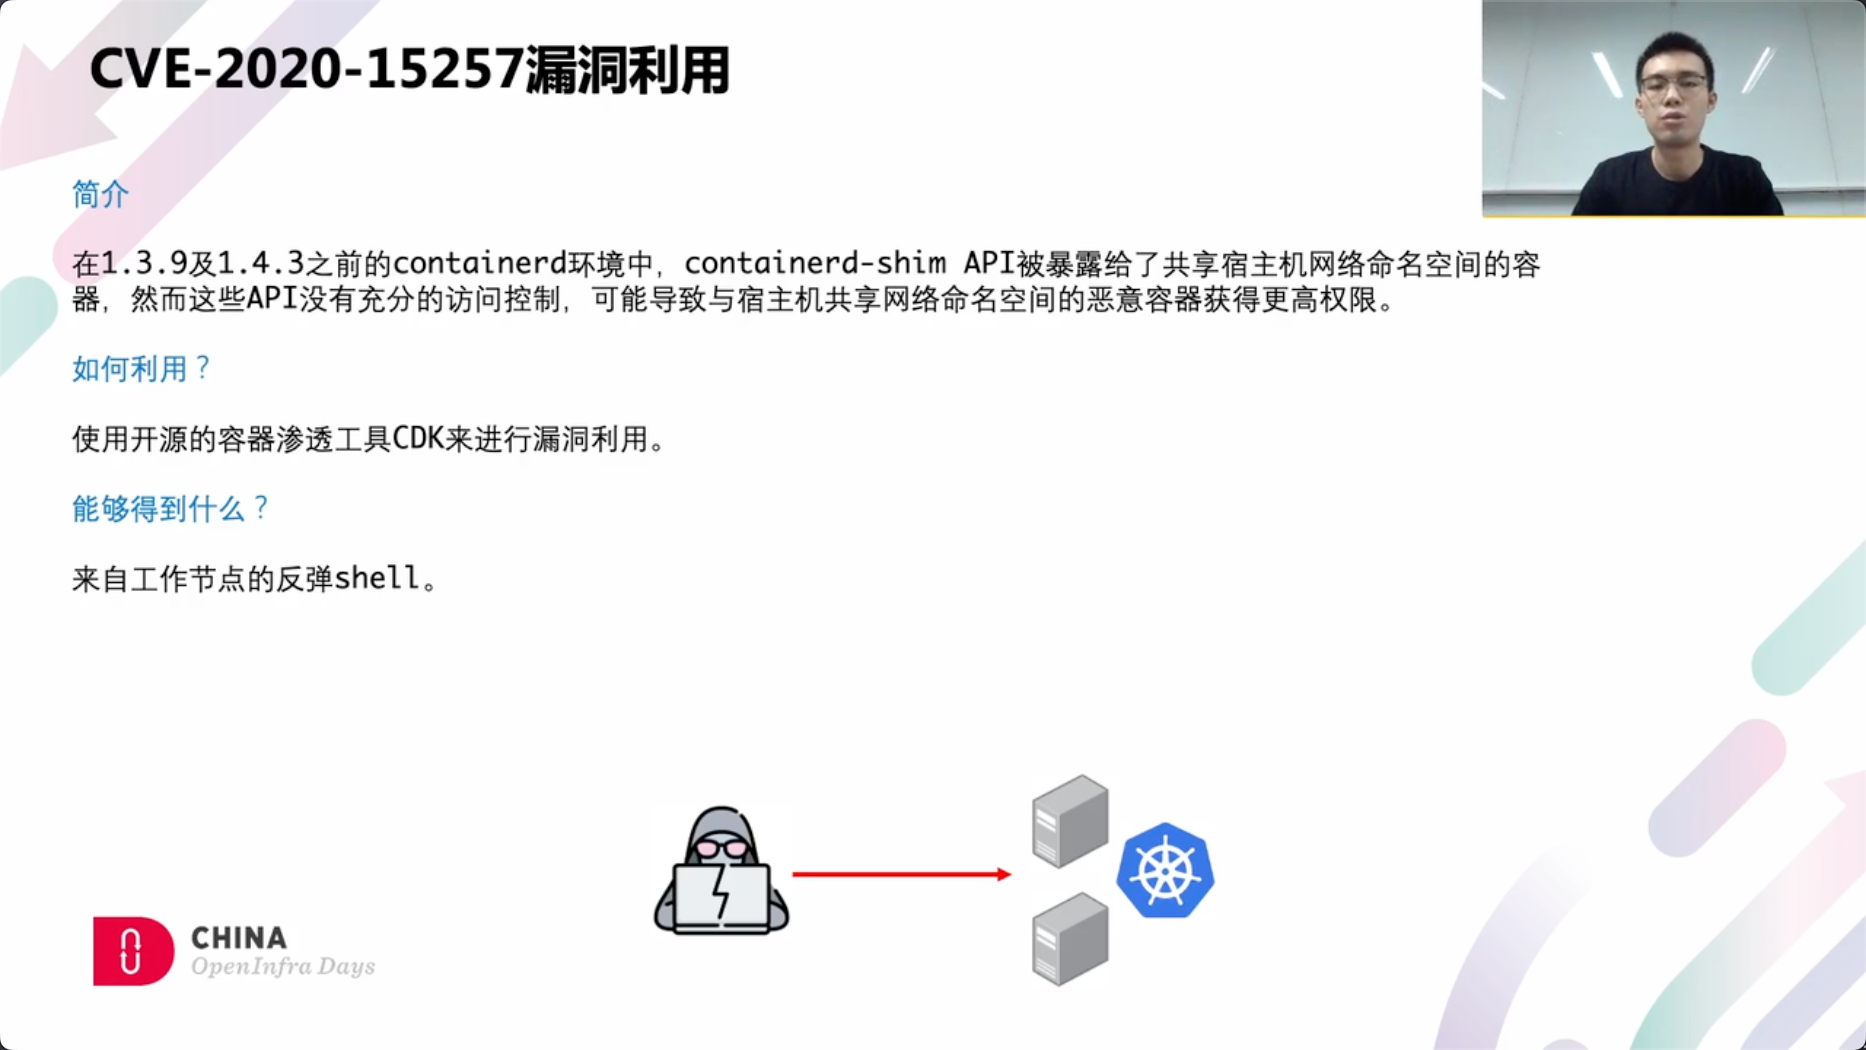 CVE-2020-15257漏洞利用
简介
在1.3.9及1.4.3之前的containerd环境中，containerd-shim API被暴露给了共享宿主机网络命名空间的容
器，然而这些API没有充分的访问控制，可能导致与宿主机共享网络命名空间的恶意容器获得更高权限。
如何利用？
使用开源的容器渗透工具CDK来进行漏洞利用。
能够得到什么？
来自工作节点的反弹shell。
CHINA
OpenInfra Days